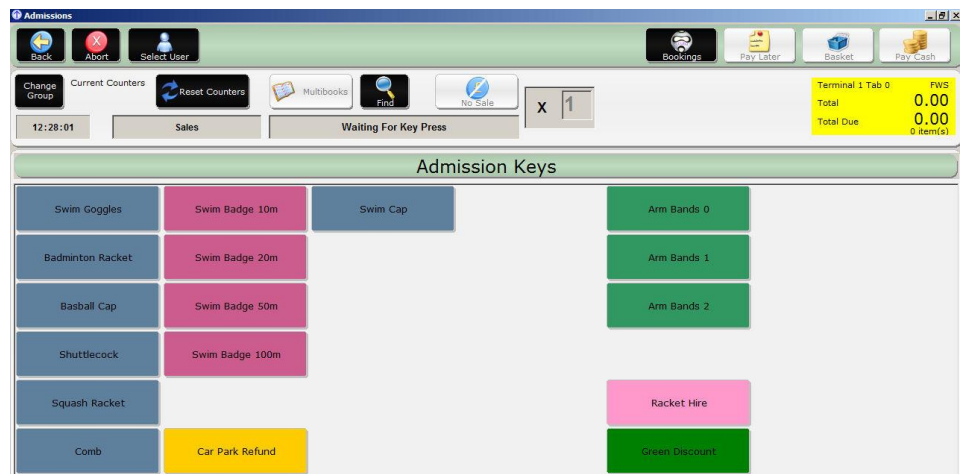 Admissions
Back
Abort
Select User
Bookings
Pay Later
Basket
Pay Cash
Change
Group
Current Counters
Reset Counters
Multibooks
Find
No Sale
X 1
Terminal 1 Tab 0 FWS
Total 0.00
Total Due 0.00
0 item(s)
12:28:01
Sales
Waiting For Key Press
Admission Keys
Swim Goggles
Swim Badge 10m
Swim Cap
Arm Bands 0
Badminton Racket
Swim Badge 20m
Arm Bands 1
Basball Cap
Swim Badge 50m
Arm Bands 2
Shuttlecock
Swim Badge 100m
Squash Racket
Racket Hire
Comb
Car Park Refund
Green Discount